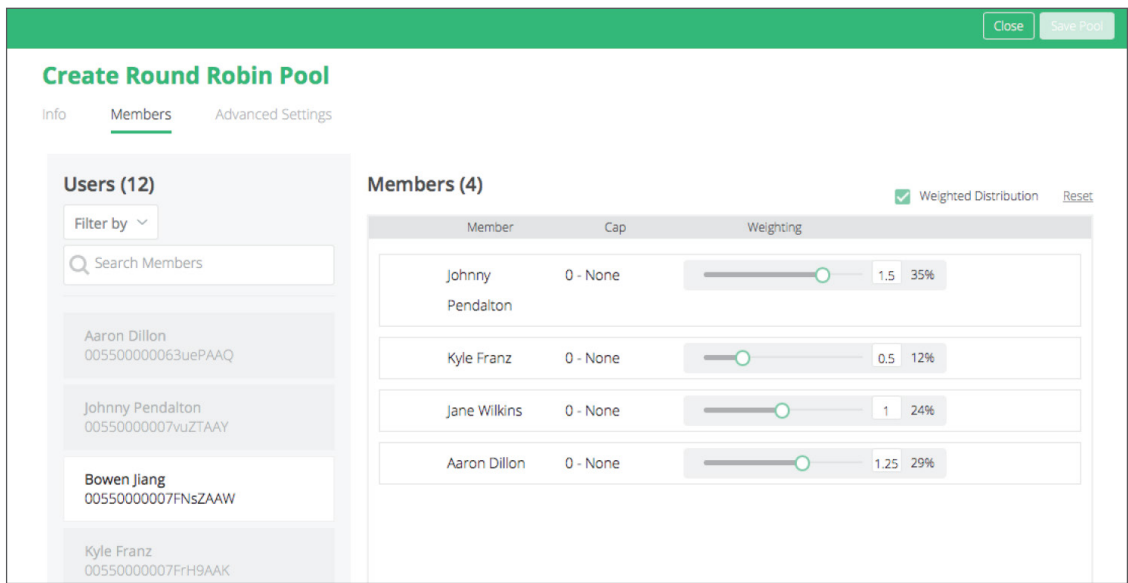 Close Save Pool
Create Round Robin Pool
Info Members Advanced Settings
Users (12)
Filter by
Search Members
Aaron Dillon
005500000063uePAAQ
Johnny Pendalton
00550000007vuZTAAY
Bowen Jiang
00550000007FNsZAAW
Kyle Franz
00550000007FrH9AAK
Members (4)
Weighted Distribution Reset
Member Cap Weighting
Johnny 0 - None 1.5 35%
Pendalton
Kyle Franz 0 - None 0.5 12%
Jane Wilkins 0 - None 1 24%
Aaron Dillon 0 - None 1.25 29%